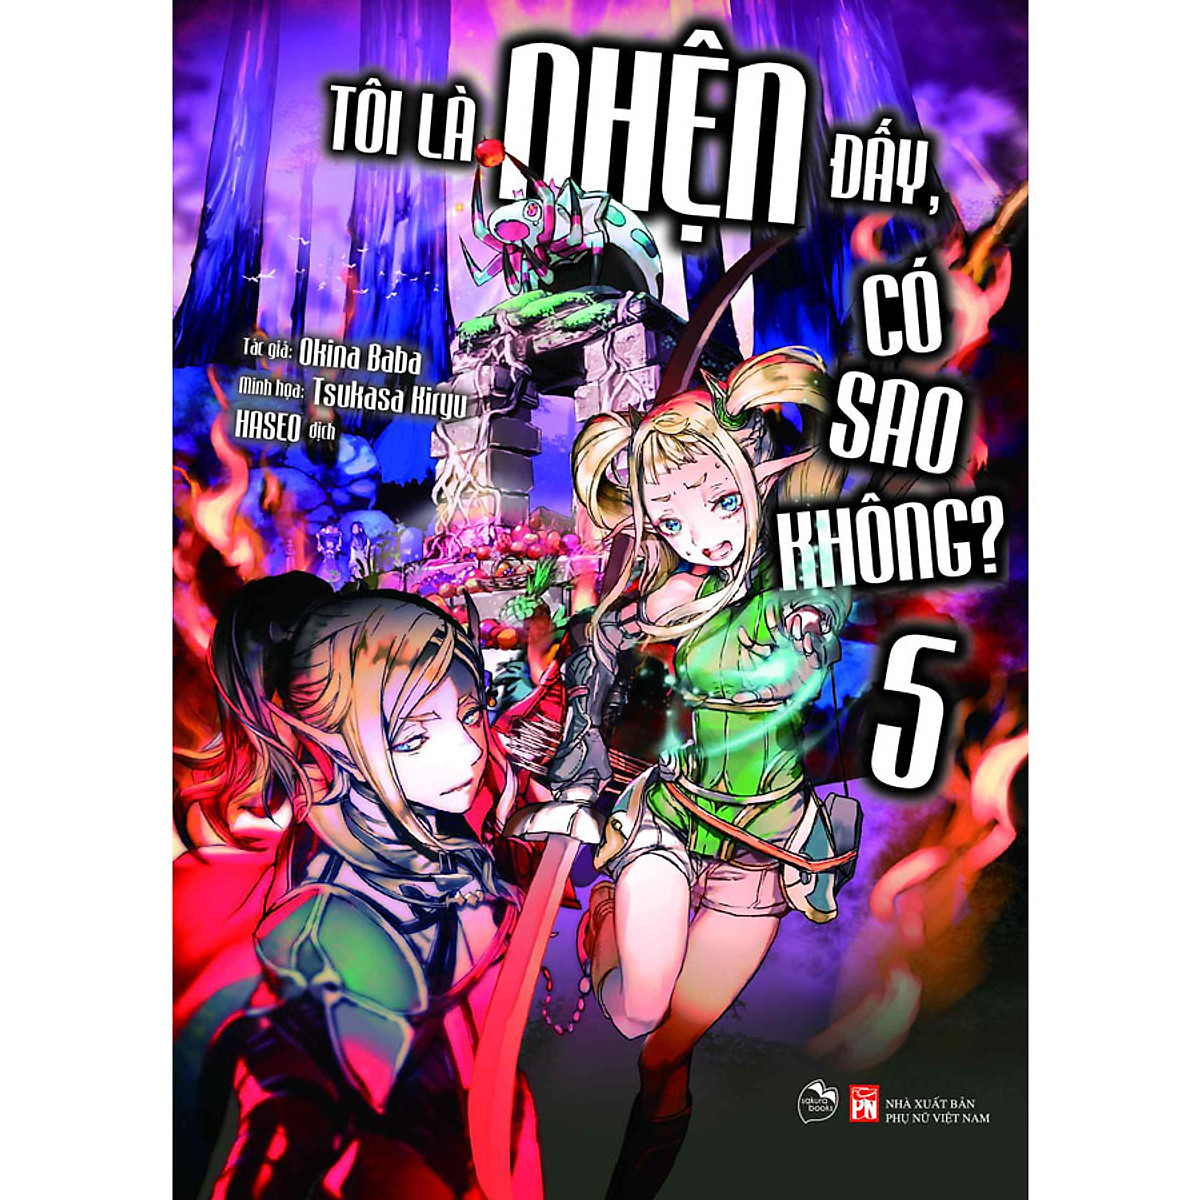 TÔI LÀ NHỆN ĐẤY,
CÓ
SAO
KHÔNG?
5
Tác giả: Okina Baba
Minh họa: Tsukasa Kiryu
HASEO dịch
sakura
books
PN
NHÀ XUẤT BẢN
PHỤ NỮ VIỆT NAM